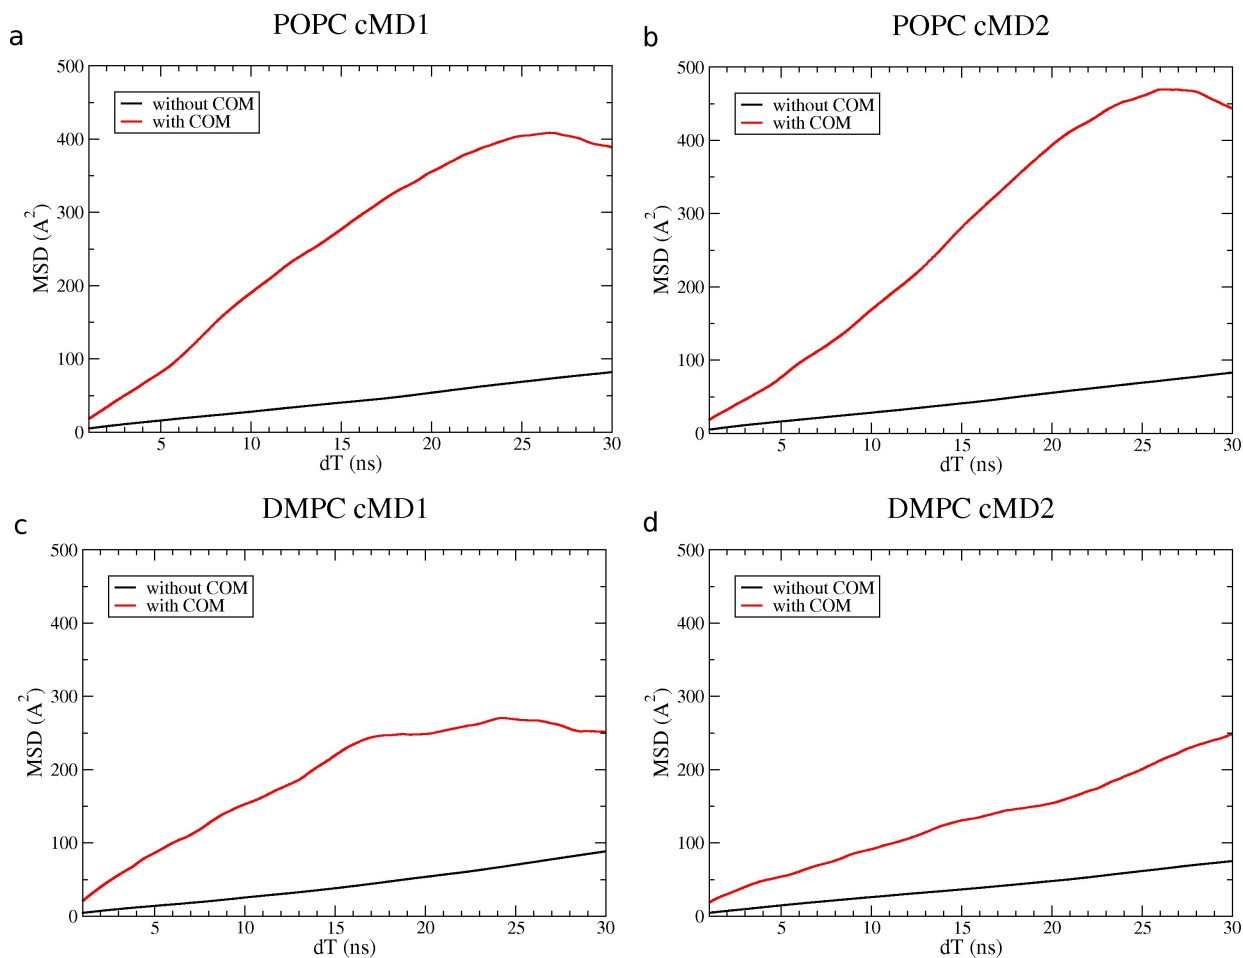 a
POPC cMD1
500
400
300
200
100
0
MSD (A²)
without COM
with COM
5 10 15 20 25 30
dT (ns)
b
POPC cMD2
500
400
300
200
100
0
MSD (A²)
without COM
with COM
5 10 15 20 25 30
dT (ns)
c
DMPC cMD1
500
400
300
200
100
0
MSD (A²)
without COM
with COM
5 10 15 20 25 30
dT (ns)
d
DMPC cMD2
500
400
300
200
100
0
MSD (A²)
without COM
with COM
5 10 15 20 25 30
dT (ns)